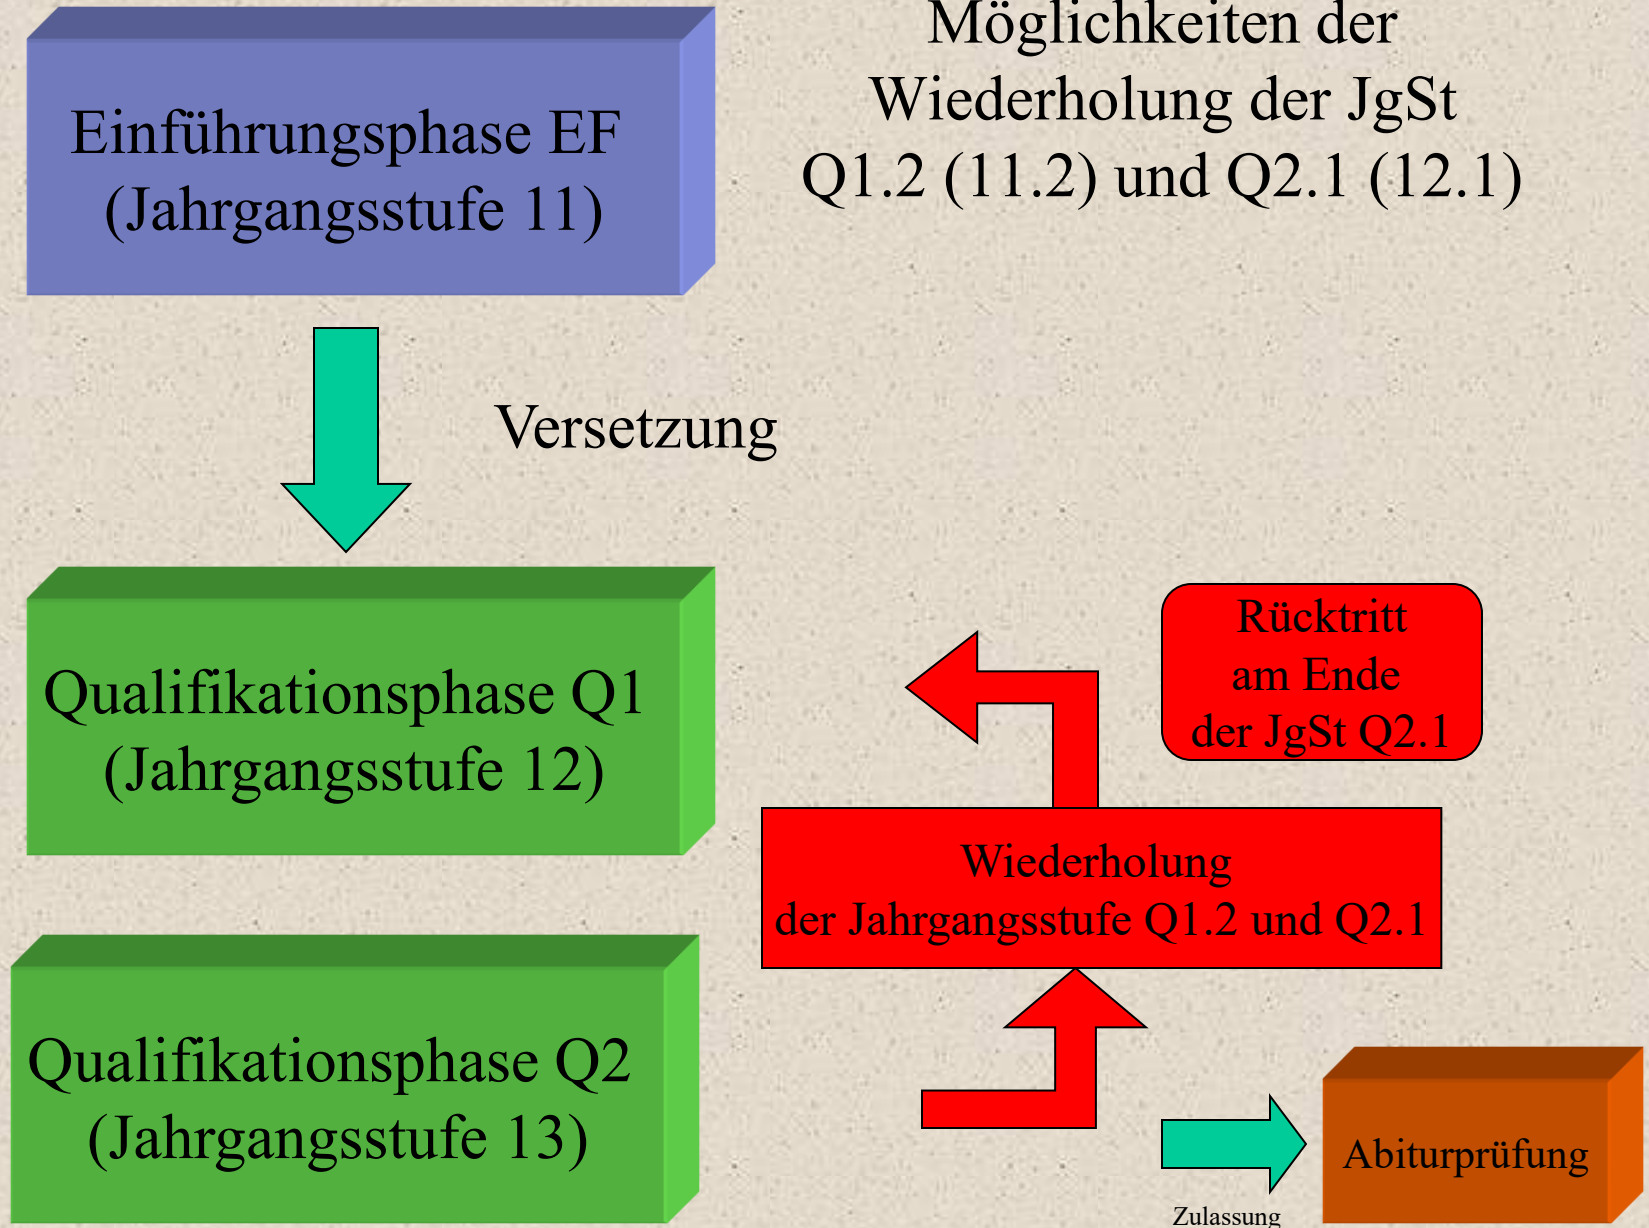 Möglichkeiten der
Wiederholung der JgSt
Q1.2 (11.2) und Q2.1 (12.1)
Einführungsphase EF
(Jahrgangsstufe 11)
Versetzung
Qualifikationsphase Q1
(Jahrgangsstufe 12)
Rücktritt
am Ende
der JgSt Q2.1
Wiederholung
der Jahrgangsstufe Q1.2 und Q2.1
Qualifikationsphase Q2
(Jahrgangsstufe 13)
Abiturprüfung
Zulassung